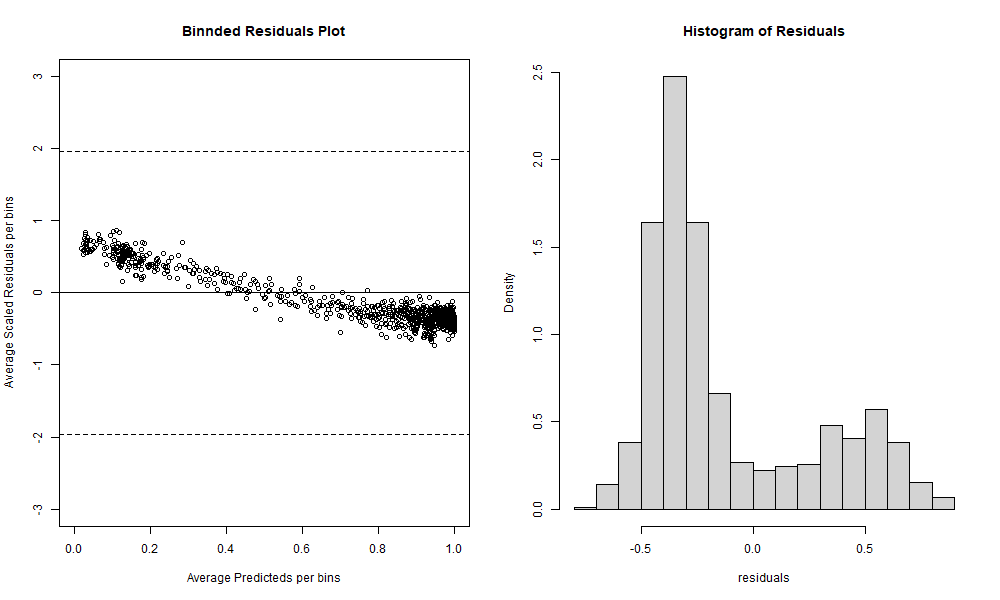 Binnded Residuals Plot
Average Scaled Residuals per bins
3
2
1
0
-1
-2
-3
0.0 0.2 0.4 0.6 0.8 1.0
Average Predicteds per bins
Histogram of Residuals
Density
2.5
2.0
1.5
1.0
0.5
0.0
-0.5 0.0 0.5
residuals